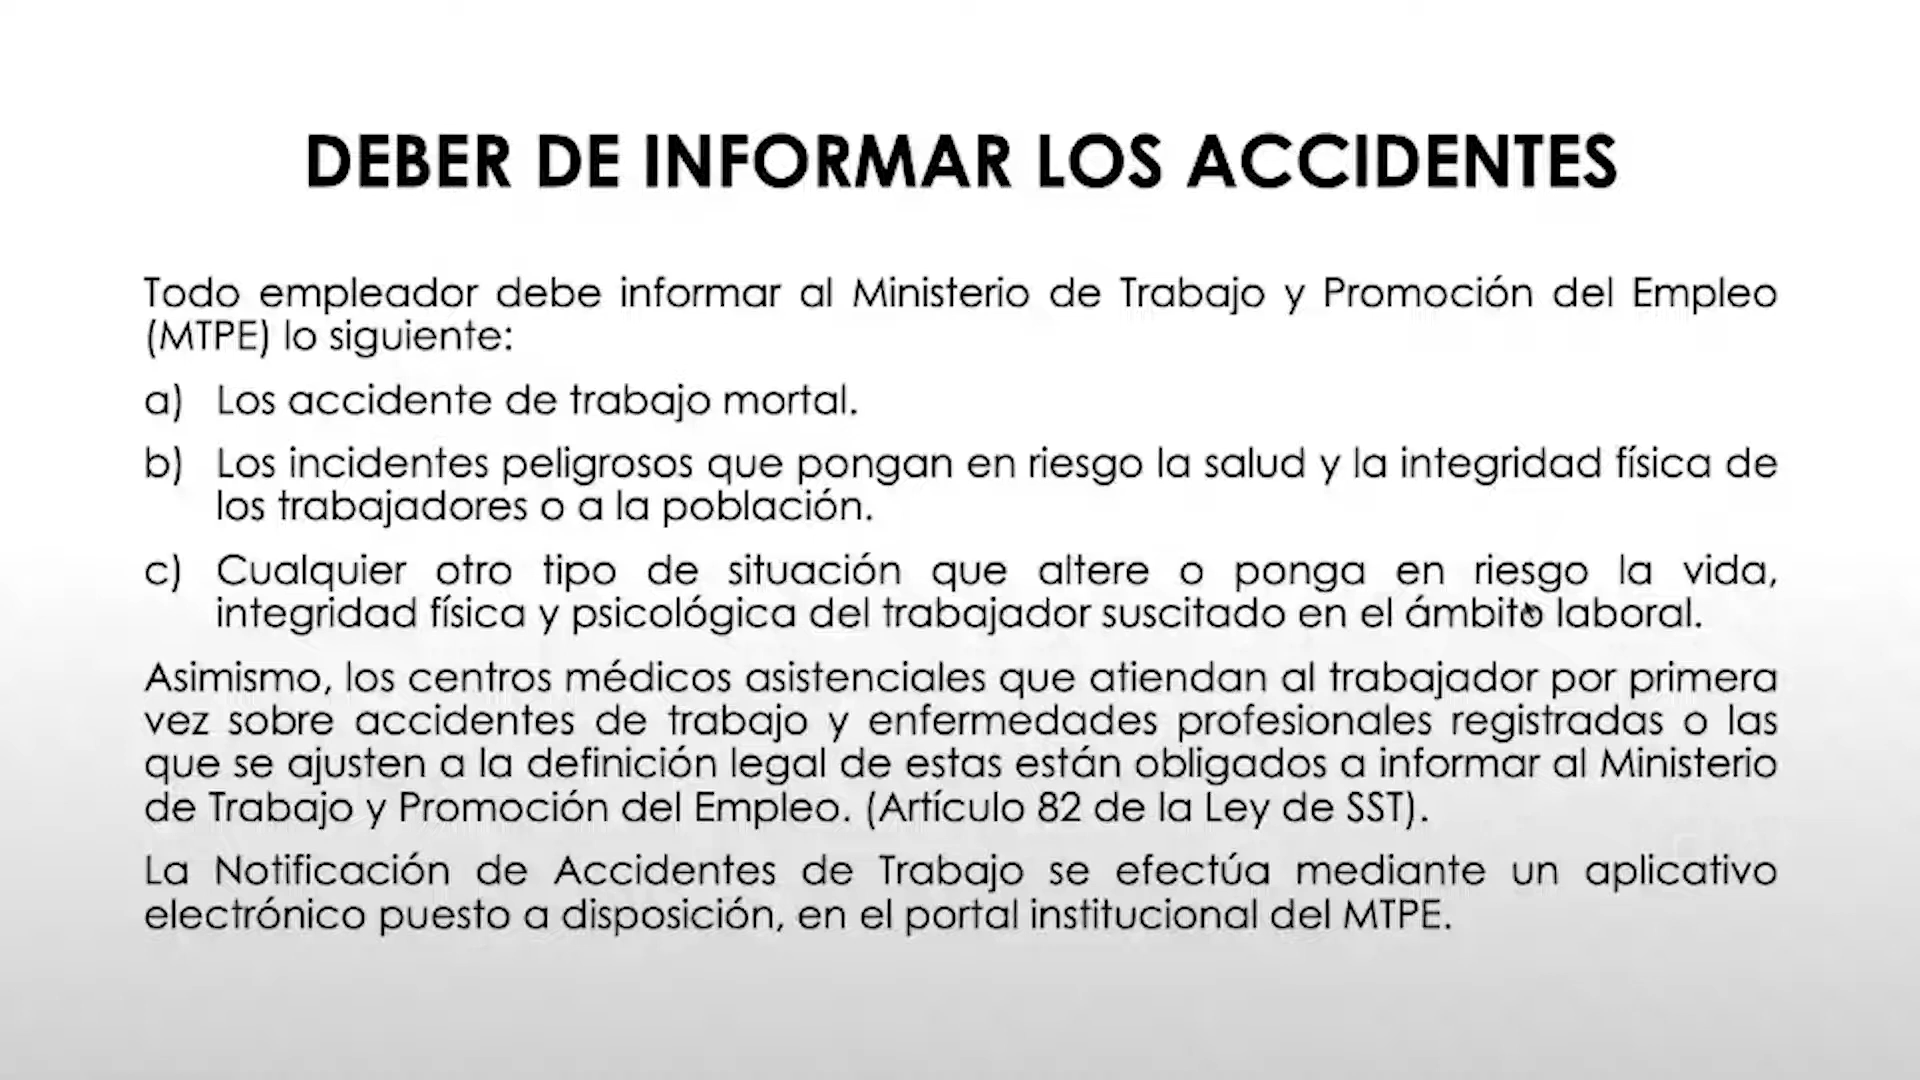 DEBER DE INFORMAR LOS ACCIDENTES
Todo empleador debe informar al Ministerio de Trabajo y Promoción del Empleo
(MTPE) lo siguiente:
a) Los accidente de trabajo mortal.
b) Los incidentes peligrosos que pongan en riesgo la salud y la integridad física de
los trabajadores o a la población.
c) Cualquier otro tipo de situación que altere o ponga en riesgo la vida,
integridad física y psicológica del trabajador suscitado en el ámbito laboral.
Asimismo, los centros médicos asistenciales que atiendan al trabajador por primera
vez sobre accidentes de trabajo y enfermedades profesionales registradas o las
que se ajusten a la definición legal de estas están obligados a informar al Ministerio
de Trabajo y Promoción del Empleo. (Artículo 82 de la Ley de SST).
La Notificación de Accidentes de Trabajo se efectúa mediante un aplicativo
electrónico puesto a disposición, en el portal institucional del MTPE.